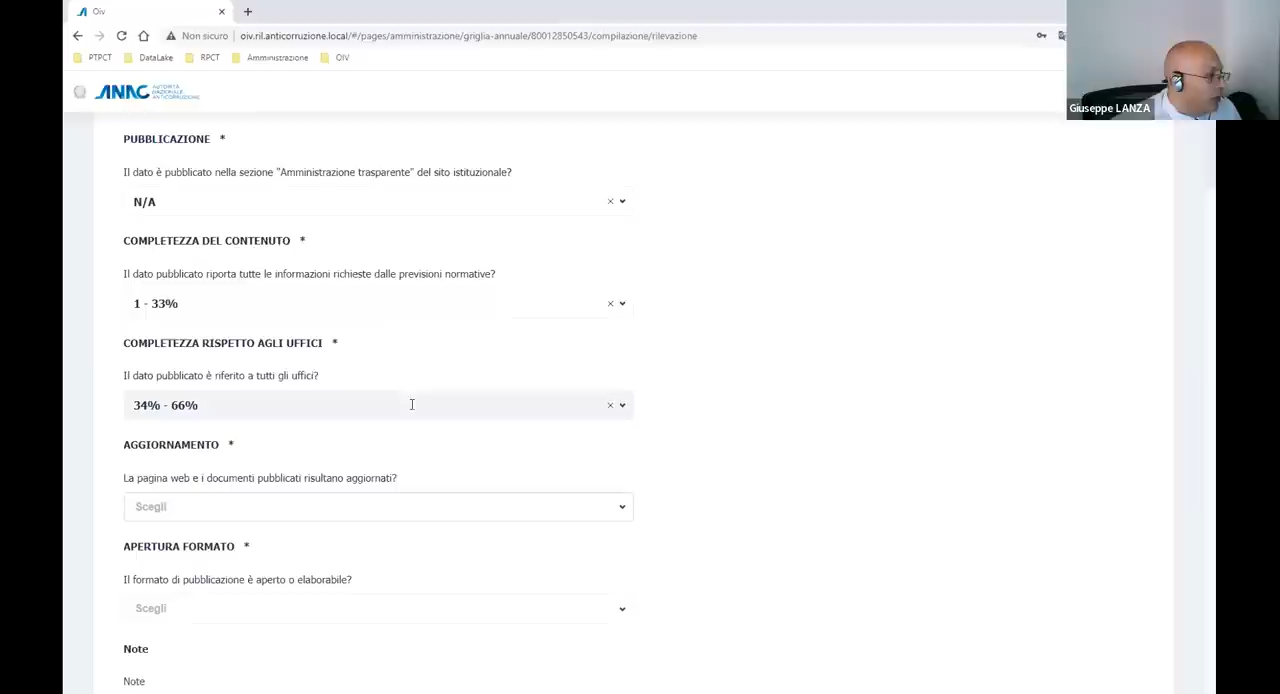 Oiv
Non sicuro
oiv.ril.anticorruzione.local/#/pages/amministrazione/griglia-annuale/80012850543/compilazione/rilevazione
PTPCT DataLake RPCT Amministrazione OIV
ANAC AUTORITÀ NAZIONALE ANTICORRUZIONE
Giuseppe LANZA
PUBBLICAZIONE *
Il dato è pubblicato nella sezione "Amministrazione trasparente" del sito istituzionale?
N/A
COMPLETEZZA DEL CONTENUTO *
Il dato pubblicato riporta tutte le informazioni richieste dalle previsioni normative?
1 - 33%
COMPLETEZZA RISPETTO AGLI UFFICI *
Il dato pubblicato è riferito a tutti gli uffici?
34% - 66%
AGGIORNAMENTO *
La pagina web e i documenti pubblicati risultano aggiornati?
Scegli
APERTURA FORMATO *
Il formato di pubblicazione è aperto o elaborabile?
Scegli
Note
Note